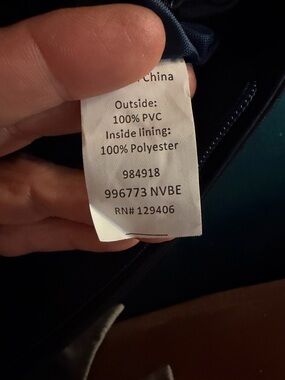 China
Outside:
100% PVC
Inside lining:
100% Polyester
984918
996773 NVBE
RN# 129406